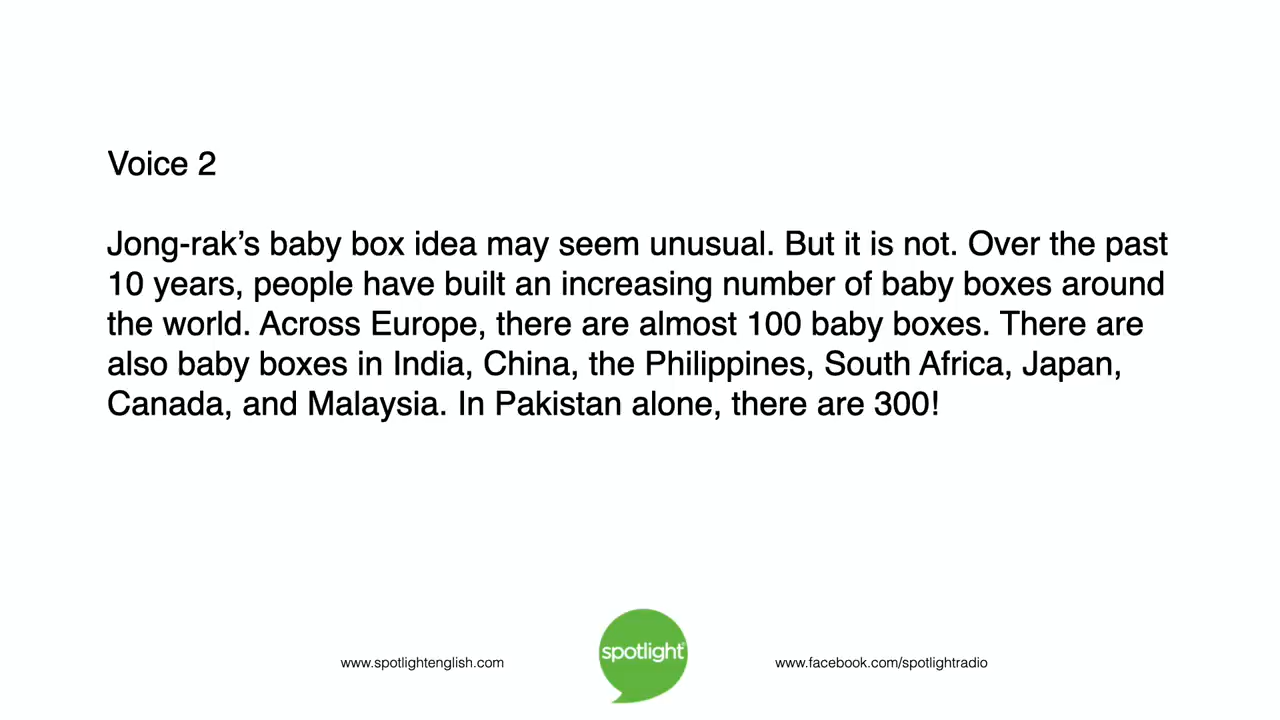 Voice 2
Jong-rak’s baby box idea may seem unusual. But it is not. Over the past
10 years, people have built an increasing number of baby boxes around
the world. Across Europe, there are almost 100 baby boxes. There are
also baby boxes in India, China, the Philippines, South Africa, Japan,
Canada, and Malaysia. In Pakistan alone, there are 300!
www.spotlightenglish.com
spotlight
www.facebook.com/spotlightradio